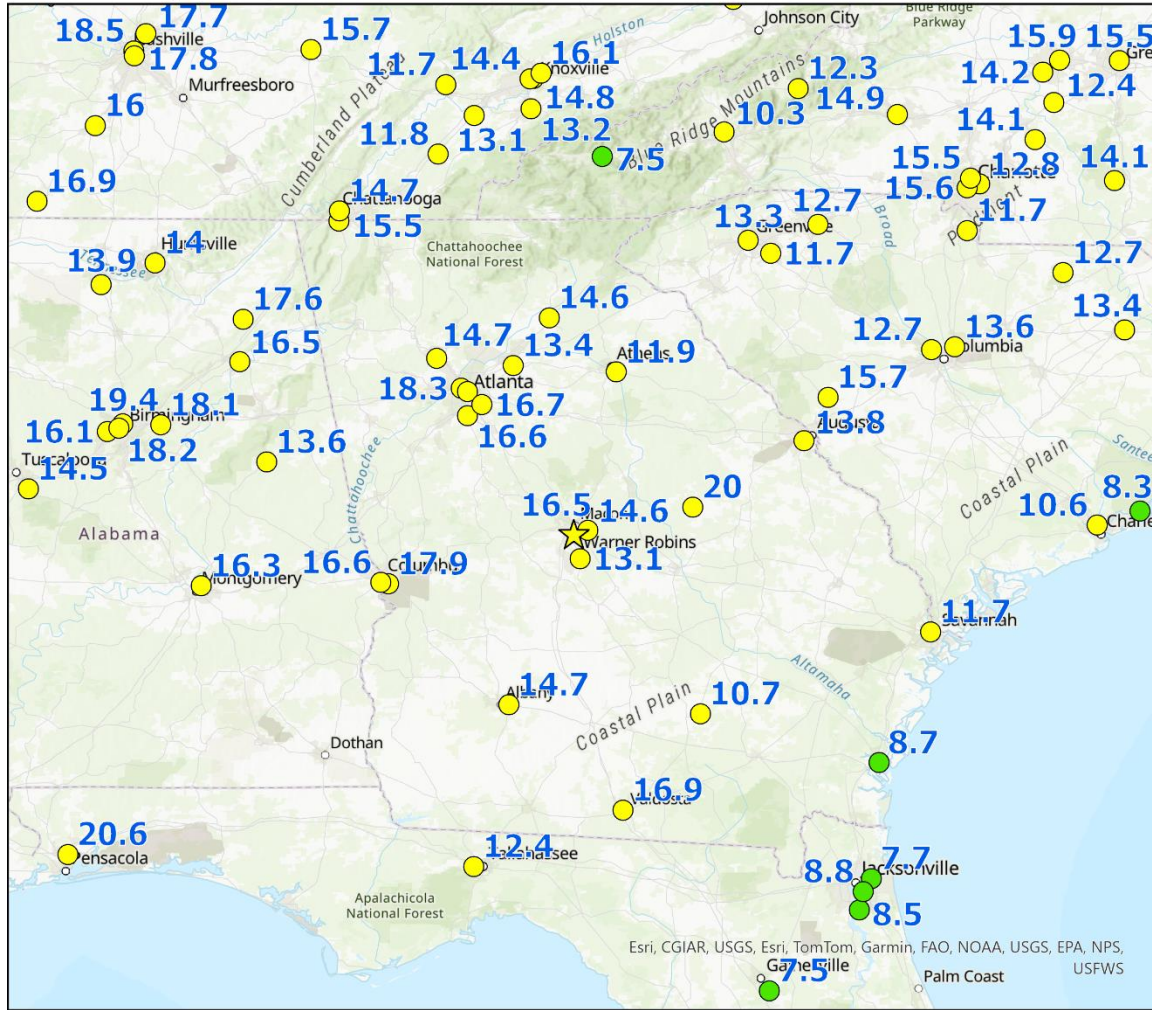 17.7
18.5
Nashville
17.8
Murfreesboro
15.7
Holston
Johnson City
Blue Ridge
Parkway
15.9
15.5
14.2
12.4
11.7
14.4
16.1
Knoxville
14.8
13.2
Cumberland Plateau
12.3
14.9
10.3
Blue Ridge Mountains
16
11.8
13.1
7.5
14.1
15.5
12.8
Charlotte
15.6
14.1
16.9
14.7
Chattanooga
15.5
Chattahoochee
National Forest
13.3
12.7
Greenville
11.7
Broad
11.7
Piedmont
Huntsville
14
Tennessee
13.9
12.7
17.6
14.6
13.4
16.5
14.7
13.4
Athens
11.9
12.7
13.6
Columbia
18.3
Atlanta
16.7
16.6
15.7
19.4
Birmingham
18.1
16.1
18.2
Augusta
13.8
Tuscaloosa
14.5
13.6
Chattahoochee
Coastal Plain
Santee
8.3
10.6
Alabama
16.5
Macon
14.6
20
Warner Robins
13.1
16.3
Montgomery
16.6
Columbus
17.9
11.7
Savannah
Altamaha
14.7
Albany
Coastal Plain
10.7
Dothan
8.7
16.9
Valdosta
20.6
Pensacola
12.4
Tallahassee
7.7
8.8
Jacksonville
8.5
Apalachicola
National Forest
Esri, CGIAR, USGS, Esri, TomTom, Garmin, FAO, NOAA, USGS, EPA, NPS,
USFWS
Gainesville
7.5
Palm Coast